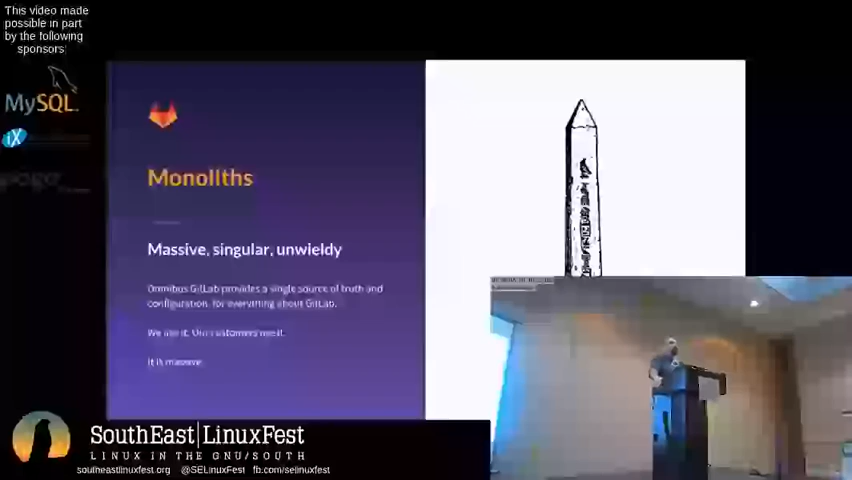 This video made
possible in part
by the following
sponsors:
MySQL
iX
Monoliths
Massive, singular, unwieldy
Omnibus GitLab provides a single source of truth and
configuration, for everything about GitLab.
We use it. Our customers use it.
It is massive.
SouthEast|LinuxFest
LINUX IN THE GNU/SOUTH
southeastlinuxfest.org @SELinuxFest fb.com/selinuxfest